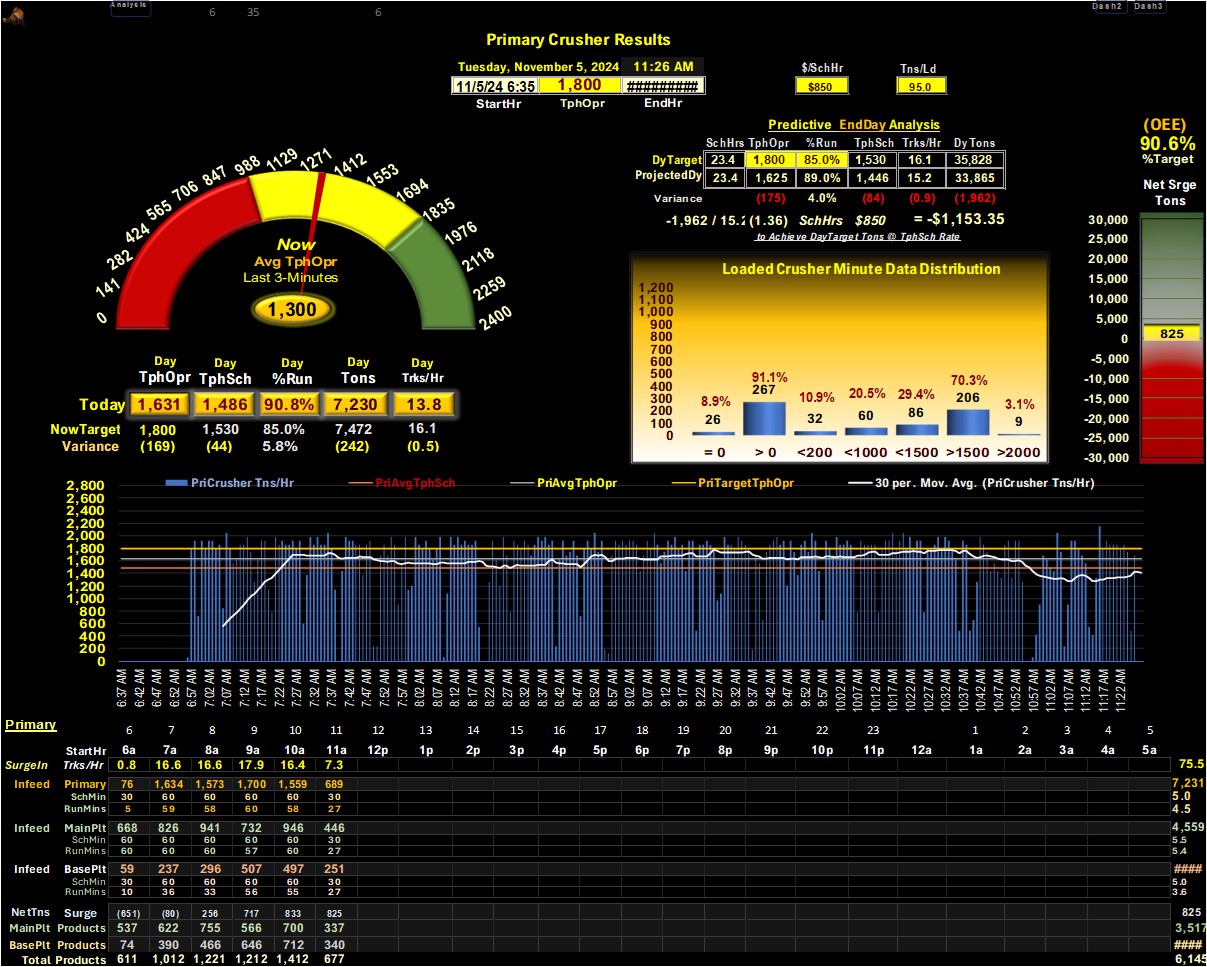 Analysis 6 35 6 Dash2 Dash3
Primary Crusher Results
Tuesday, November 5, 2024 11:26 AM
11/5/24 6:35 1,800 ##############
StartHr TphOpr EndHr
$/SchHr Tns/Ld
$850 95.0
Predictive EndDay Analysis
SchHrs TphOpr %Run TphSch Trks/Hr Dy Tons
DyTarget 23.4 1,800 85.0% 1,530 16.1 35,828
ProjectedDy 23.4 1,625 89.0% 1,446 15.2 33,865
Variance (175) 4.0% (84) (0.9) (1,962)
-1,962 / 15.2 (1.36) SchHrs $850 = -$1,153.35
to Achieve DayTarget Tons @ TphSch Rate
(OEE)
90.6%
%Target
Net Srge
Tons
30,000
25,000
20,000
15,000
10,000
5,000
0
-5,000
-10,000
-15,000
-20,000
-25,000
-30,000
825
0 141 282 424 565 706 847 988 1129 1271 1412 1553 1694 1835 1976 2118 2259 2400
Now
Avg TphOpr
Last 3-Minutes
1,300
Day Day Day Day Day
TphOpr TphSch %Run Tons Trks/Hr
Today 1,631 1,486 90.8% 7,230 13.8
NowTarget 1,800 1,530 85.0% 7,472 16.1
Variance (169) (44) 5.8% (242) (0.5)
Loaded Crusher Minute Data Distribution
1,200
1,100
1,000
900
800
700
600
500
400
300
200
100
0
8.9% 91.1% 10.9% 20.5% 29.4% 70.3% 3.1%
26 267 32 60 86 206 9
= 0 > 0 <200 <1000 <1500 >1500 >2000
PriCrusher Tns/Hr PriAvgTphSch PriAvgTphOpr PriTargetTphOpr 30 per. Mov. Avg. (PriCrusher Tns/Hr)
2,800
2,600
2,400
2,200
2,000
1,800
1,600
1,400
1,200
1,000
800
600
400
200
0
6:37 AM 6:42 AM 6:47 AM 6:52 AM 6:57 AM 7:02 AM 7:07 AM 7:12 AM 7:17 AM 7:22 AM 7:27 AM 7:32 AM 7:37 AM 7:42 AM 7:47 AM 7:52 AM 7:57 AM 8:02 AM 8:07 AM 8:12 AM 8:17 AM 8:22 AM 8:27 AM 8:32 AM 8:37 AM 8:42 AM 8:47 AM 8:52 AM 8:57 AM 9:02 AM 9:07 AM 9:12 AM 9:17 AM 9:22 AM 9:27 AM 9:32 AM 9:37 AM 9:42 AM 9:47 AM 9:52 AM 9:57 AM 10:02 AM 10:07 AM 10:12 AM 10:17 AM 10:22 AM 10:27 AM 10:32 AM 10:37 AM 10:42 AM 10:47 AM 10:52 AM 10:57 AM 11:02 AM 11:07 AM 11:12 AM 11:17 AM 11:22 AM
Primary 6 7 8 9 10 11 12 13 14 15 16 17 18 19 20 21 22 23 1 2 3 4 5
StartHr 6a 7a 8a 9a 10a 11a 12p 1p 2p 3p 4p 5p 6p 7p 8p 9p 10p 11p 12a 1a 2a 3a 4a 5a
SurgeIn Trks/Hr 0.8 16.6 16.6 17.9 16.4 7.3 75.5
Infeed Primary 76 1,634 1,573 1,700 1,559 689 7,231
SchMin 30 60 60 60 60 30 5.0
RunMins 5 59 58 60 58 27 4.5
Infeed MainPlt 668 826 941 732 946 446 4,559
SchMin 60 60 60 60 60 30 5.5
RunMins 60 60 60 57 60 27 5.4
Infeed BasePlt 59 237 296 507 497 251 ####
SchMin 30 60 60 60 60 30 5.0
RunMins 10 36 33 56 55 27 3.6
NetTns Surge (651) (80) 256 717 833 825 825
MainPlt Products 537 622 755 566 700 337 3,517
BasePlt Products 74 390 466 646 712 340 ####
Total Products 611 1,012 1,221 1,212 1,412 677 6,145